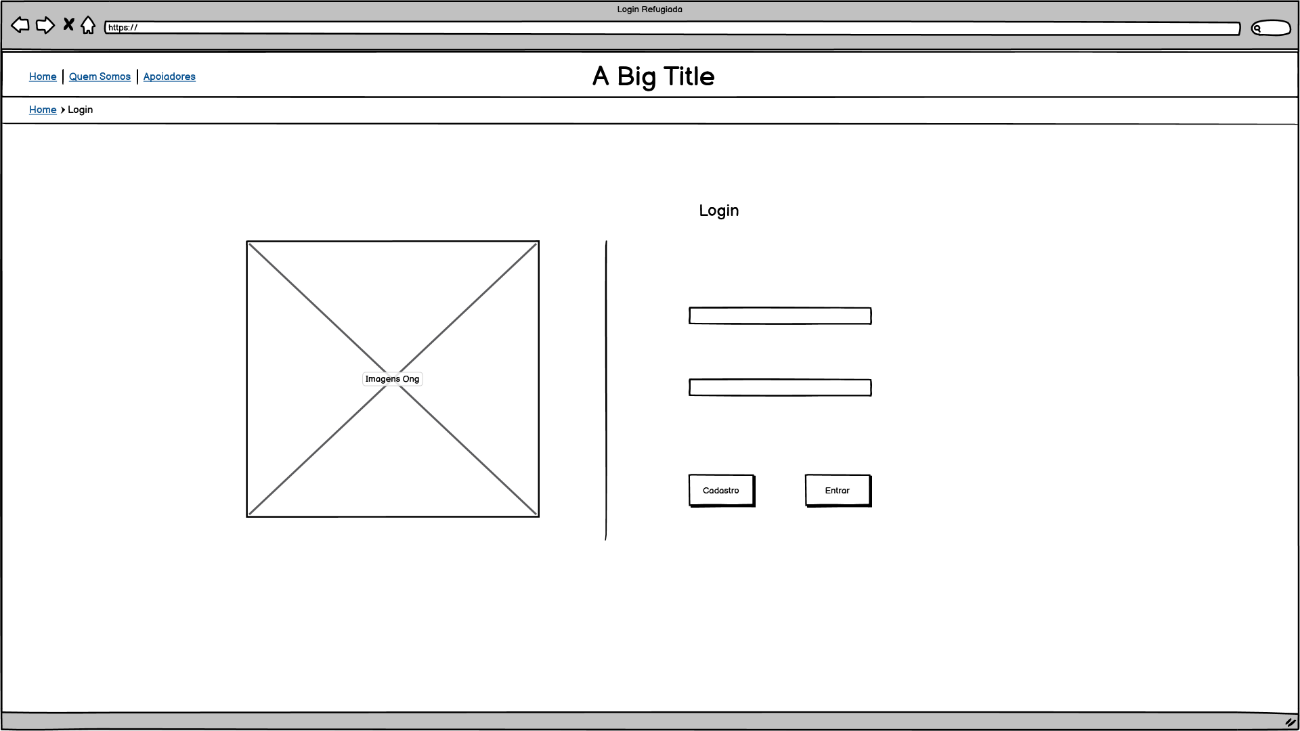 Login Refugiada
https://
Home | Quem Somos | Apoiadores
A Big Title
Home > Login
Login
Imagens Ong
Cadastro
Entrar